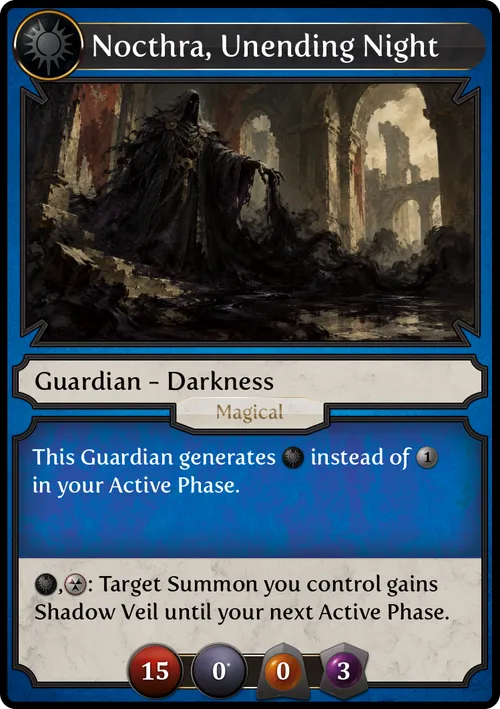 Nocthra, Unending Night
Guardian - Darkness
Magical
This Guardian generates instead of 1
in your Active Phase.
,: Target Summon you control gains
Shadow Veil until your next Active Phase.
15 0* 0 3